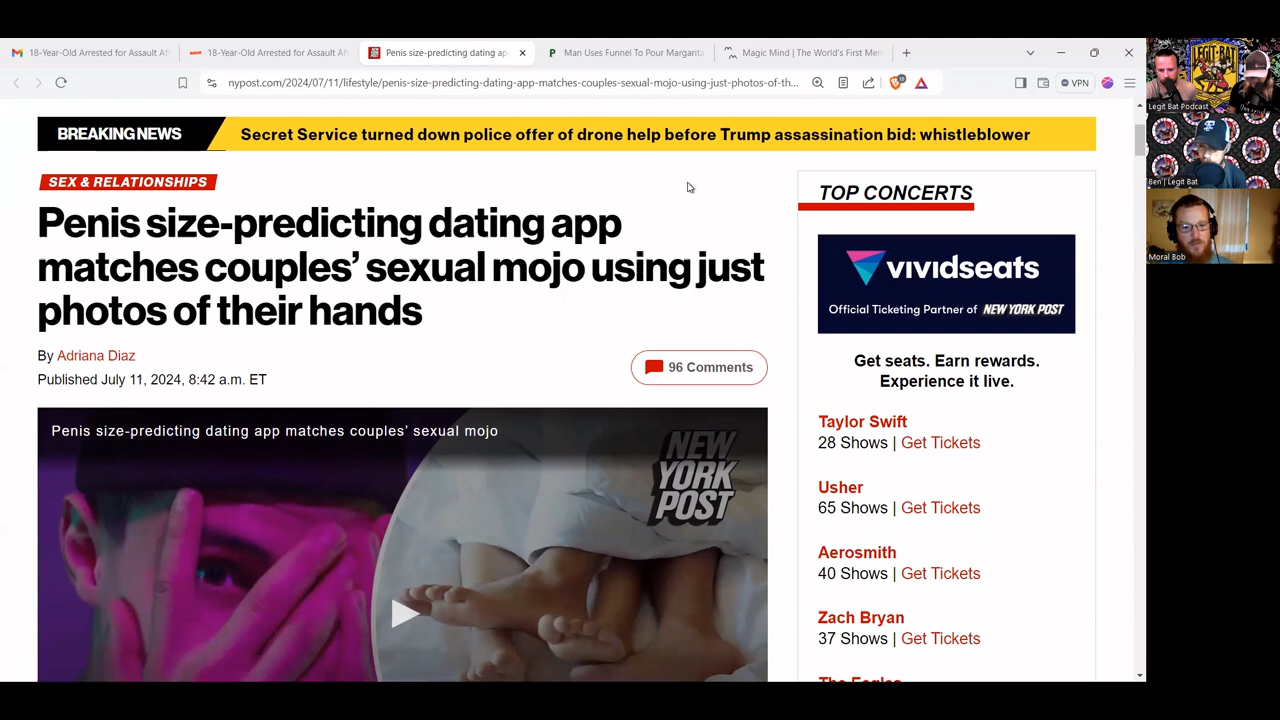 18-Year-Old Arrested for Assault Af
18-Year-Old Arrested for Assault Af
Penis size-predicting dating ap
Man Uses Funnel To Pour Margarita
Magic Mind | The World's First Men
nypost.com/2024/07/11/lifestyle/penis-size-predicting-dating-app-matches-couples-sexual-mojo-using-just-photos-of-th...
VPN
BREAKING NEWS
Secret Service turned down police offer of drone help before Trump assassination bid: whistleblower
SEX & RELATIONSHIPS
Penis size-predicting dating app
matches couples’ sexual mojo using just
photos of their hands
By Adriana Diaz
Published July 11, 2024, 8:42 a.m. ET
96 Comments
Penis size-predicting dating app matches couples’ sexual mojo
NEW
YORK
POST
TOP CONCERTS
vividseats
Official Ticketing Partner of NEW YORK POST
Get seats. Earn rewards.
Experience it live.
Taylor Swift
28 Shows | Get Tickets
Usher
65 Shows | Get Tickets
Aerosmith
40 Shows | Get Tickets
Zach Bryan
37 Shows | Get Tickets
The Eagles
LEGIT BAT
Legit Bat Podcast
Ben | Legit Bat
Moral Bob